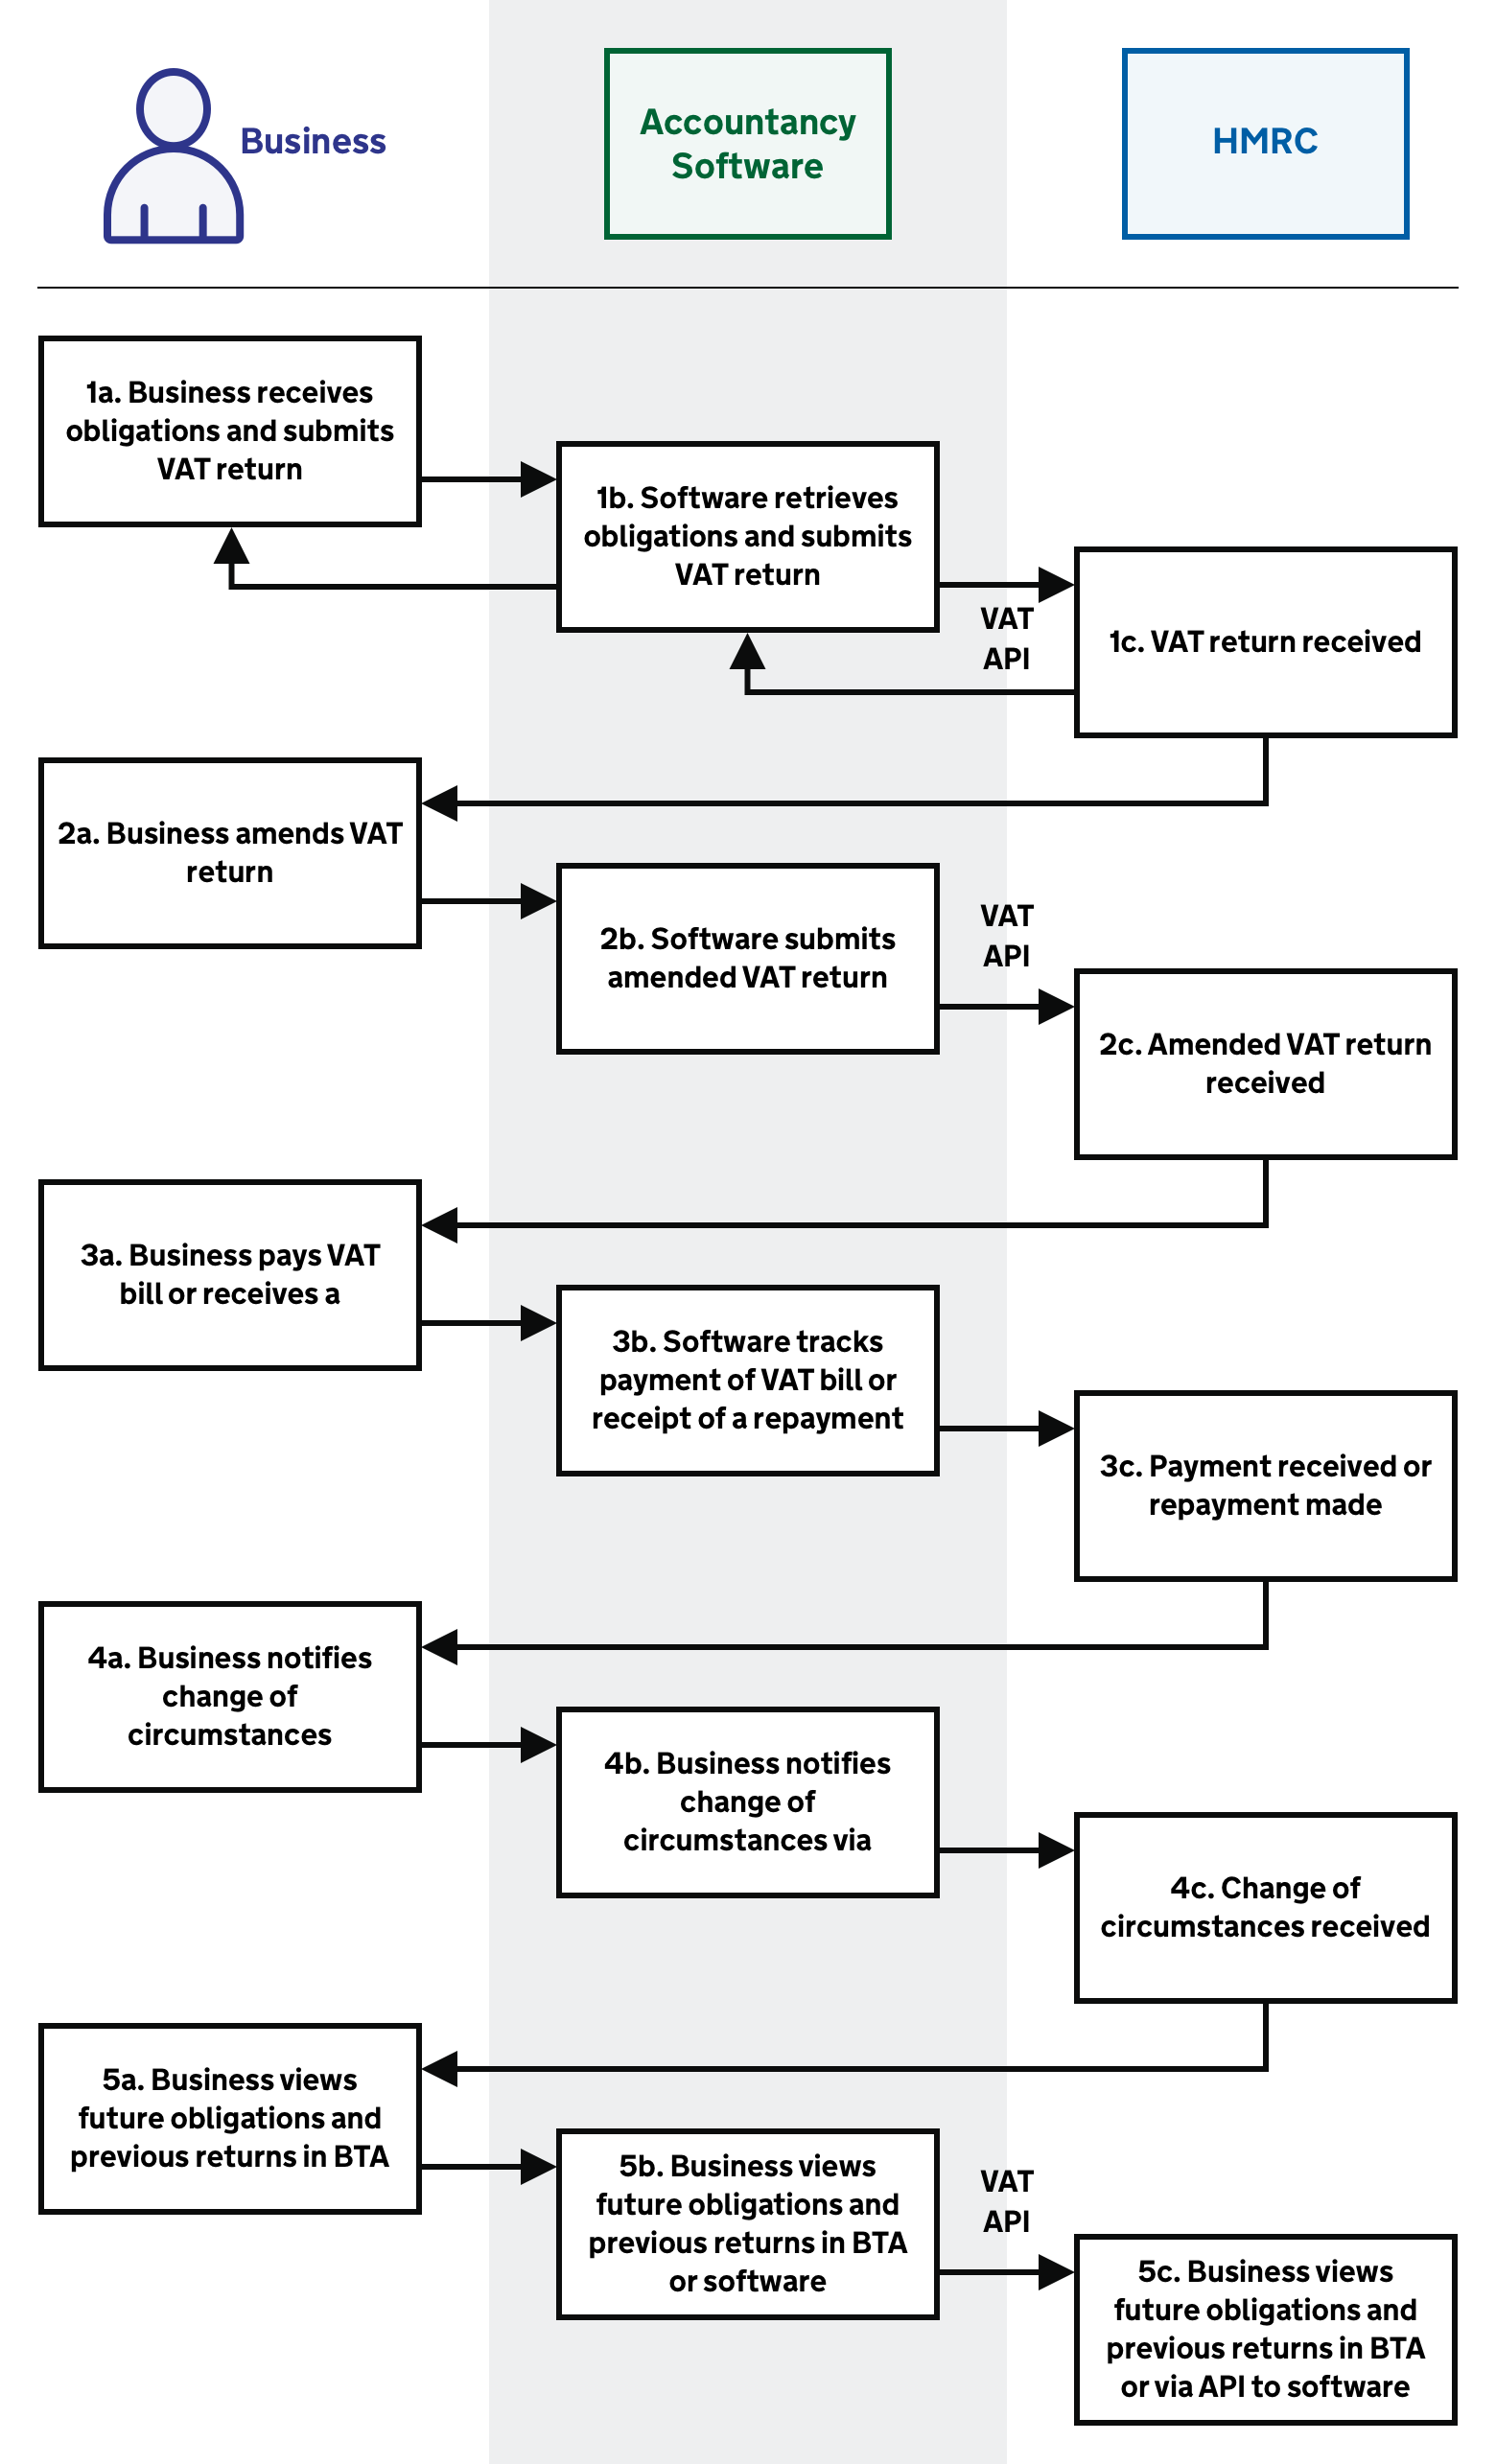 Business
Accountancy
Software
HMRC
1a. Business receives
obligations and submits
VAT return
1b. Software retrieves
obligations and submits
VAT return
VAT
API
1c. VAT return received
2a. Business amends VAT
return
2b. Software submits
amended VAT return
VAT
API
2c. Amended VAT return
received
3a. Business pays VAT
bill or receives a
3b. Software tracks
payment of VAT bill or
receipt of a repayment
3c. Payment received or
repayment made
4a. Business notifies
change of
circumstances
4b. Business notifies
change of
circumstances via
4c. Change of
circumstances received
5a. Business views
future obligations and
previous returns in BTA
5b. Business views
future obligations and
previous returns in BTA
or software
VAT
API
5c. Business views
future obligations and
previous returns in BTA
or via API to software